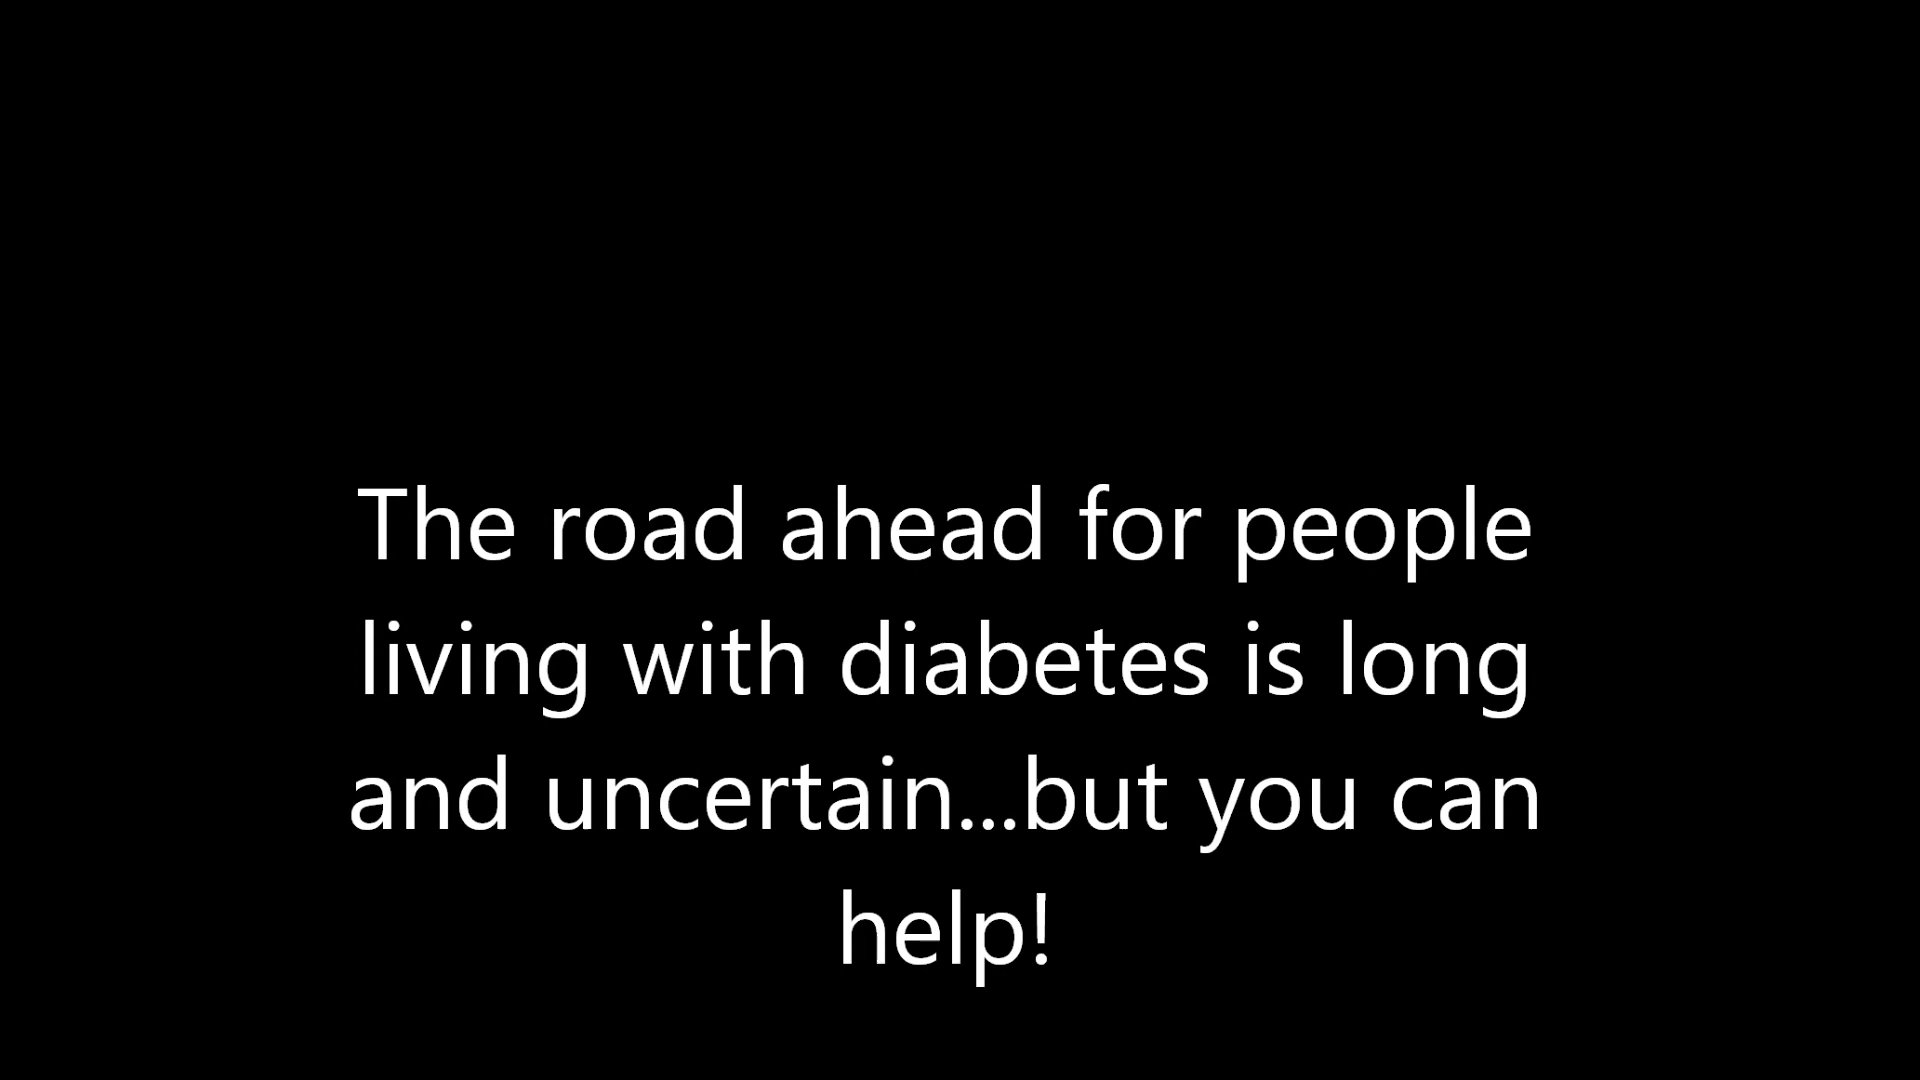 The road ahead for people
living with diabetes is long
and uncertain...but you can
help!